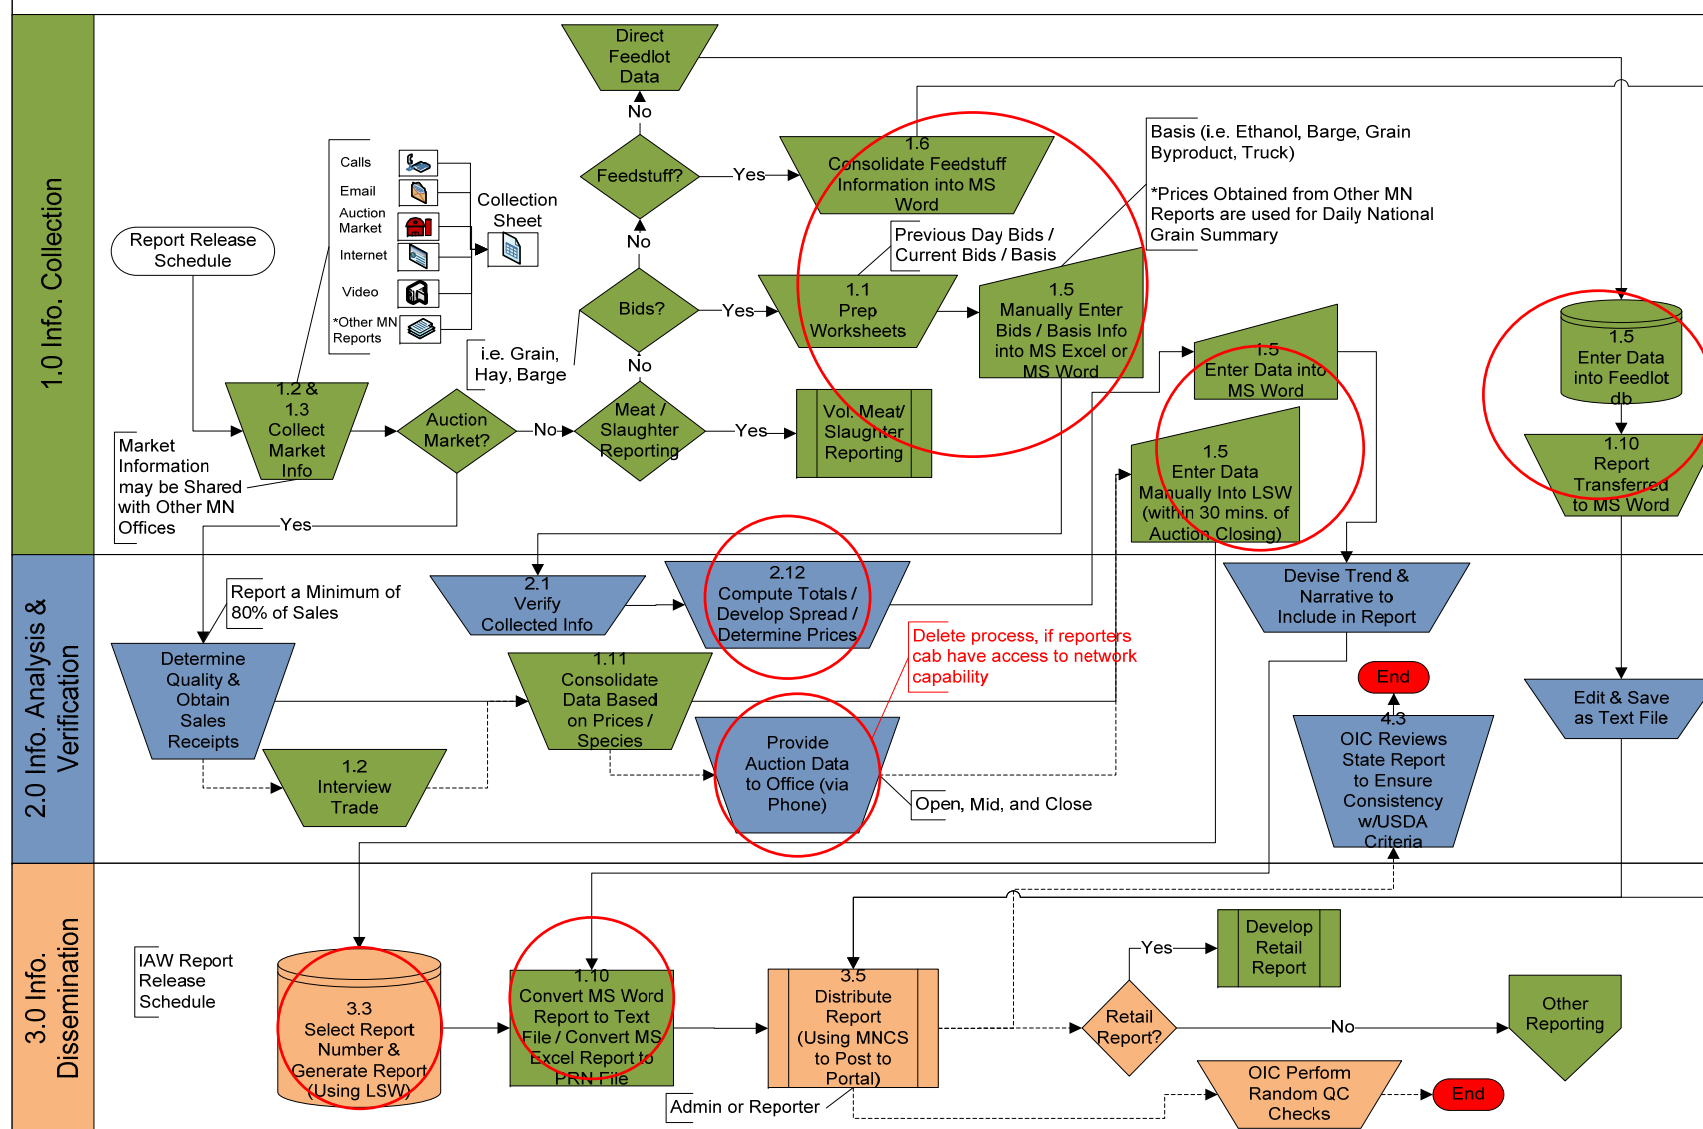 1.0 Info. Collection
Direct
Feedlot
Data
No
Feedstuff?
Yes
1.6
Consolidate Feedstuff
Information into MS
Word
Basis (i.e. Ethanol, Barge, Grain
Byproduct, Truck)
*Prices Obtained from Other MN
Reports are used for Daily National
Grain Summary
Calls
Email
Auction
Market
Internet
Video
*Other MN
Reports
Collection
Sheet
Report Release
Schedule
No
Previous Day Bids /
Current Bids / Basis
Bids?
Yes
1.1
Prep
Worksheets
1.5
Manually Enter
Bids / Basis Info
into MS Excel or
MS Word
i.e. Grain,
Hay, Barge
No
1.5
Enter Data into
MS Word
1.5
Enter Data
into Feedlot
db
1.2 &
1.3
Collect
Market
Info
Auction
Market?
No
Meat /
Slaughter
Reporting
Yes
Vol. Meat/
Slaughter
Reporting
1.5
Enter Data
Manually Into LSW
(within 30 mins. of
Auction Closing)
1.10
Report
Transferred
to MS Word
Market
Information
may be Shared
with Other MN
Offices
Yes
2.0 Info. Analysis &
Verification
Report a Minimum of
80% of Sales
2.1
Verify
Collected Info
2.12
Compute Totals /
Develop Spread /
Determine Prices
Devise Trend &
Narrative to
Include in Report
Delete process, if reporters
cab have access to network
capability
Determine
Quality &
Obtain
Sales
Receipts
1.11
Consolidate
Data Based
on Prices /
Species
End
Edit & Save
as Text File
1.2
Interview
Trade
Provide
Auction Data
to Office (via
Phone)
Open, Mid, and Close
4.3
OIC Reviews
State Report
to Ensure
Consistency
w/USDA
Criteria
3.0 Info.
Dissemination
IAW Report
Release
Schedule
3.3
Select Report
Number &
Generate Report
(Using LSW)
1.10
Convert MS Word
Report to Text
File / Convert MS
Excel Report to
PRN File
3.5
Distribute
Report
(Using MNCS
to Post to
Portal)
Admin or Reporter
Retail
Report?
Yes
Develop
Retail
Report
No
Other
Reporting
OIC Perform
Random QC
Checks
End